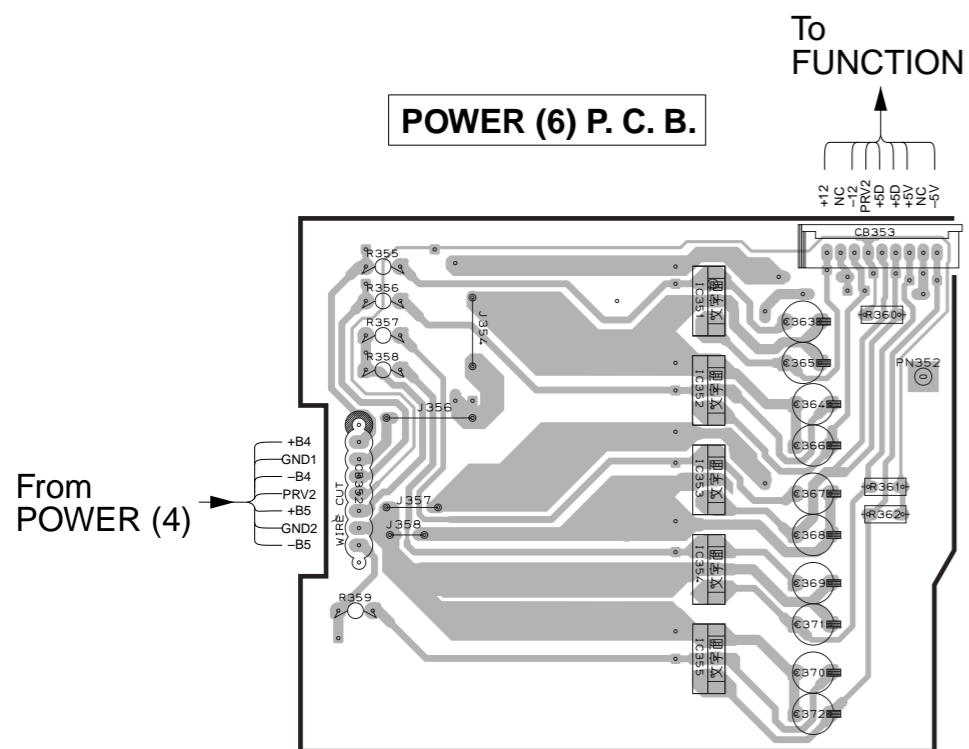 To
FUNCTION
POWER (6) P. C. B.
+12
NC
–12
PRV2
+5D
+5D
+5V
NC
–5V
CB353
R355
R356
R357
R358
J354
J356
J357
J358
R359
IC351
IC352
IC353
IC354
IC355
C363
C365
C364
C366
C367
C368
C369
C371
C370
C372
R360
PN352
R361
R362
+B4
GND1
–B4
PRV2
+B5
GND2
–B5
From
POWER (4)
WIRE CUT
CB352